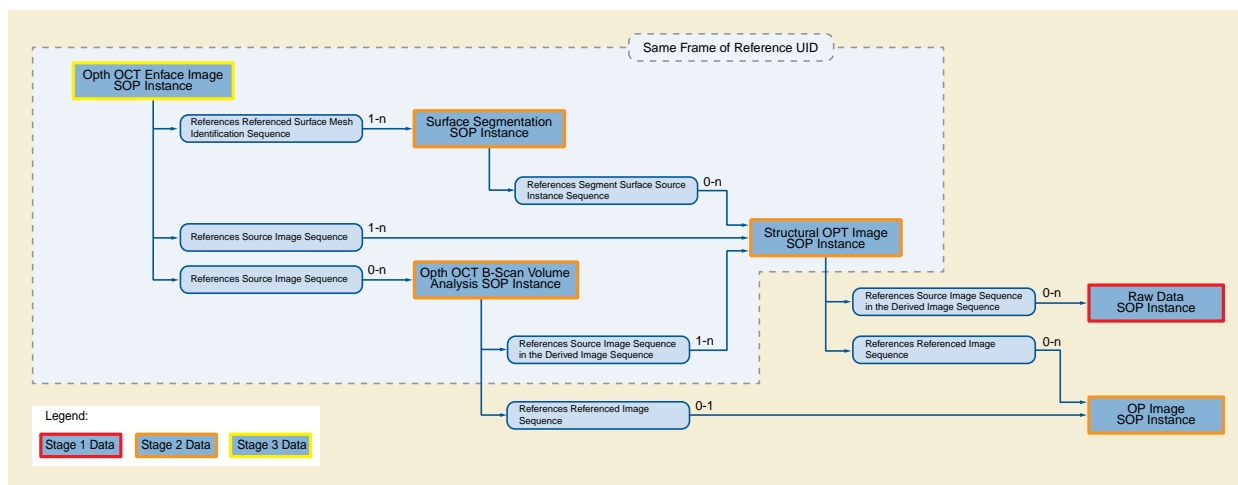 Same Frame of Reference UID
Opth OCT Enface Image
SOP Instance
References Referenced Surface Mesh
Identification Sequence
1-n
Surface Segmentation
SOP Instance
References Segment Surface Source
Instance Sequence
0-n
References Source Image Sequence
1-n
Structural OPT Image
SOP Instance
References Source Image Sequence
0-n
Opth OCT B-Scan Volume
Analysis SOP Instance
References Source Image Sequence
in the Derived Image Sequence
0-n
Raw Data
SOP Instance
References Source Image Sequence
in the Derived Image Sequence
1-n
References Referenced Image
Sequence
0-n
References Referenced Image
Sequence
0-1
OP Image
SOP Instance
Legend:
Stage 1 Data
Stage 2 Data
Stage 3 Data